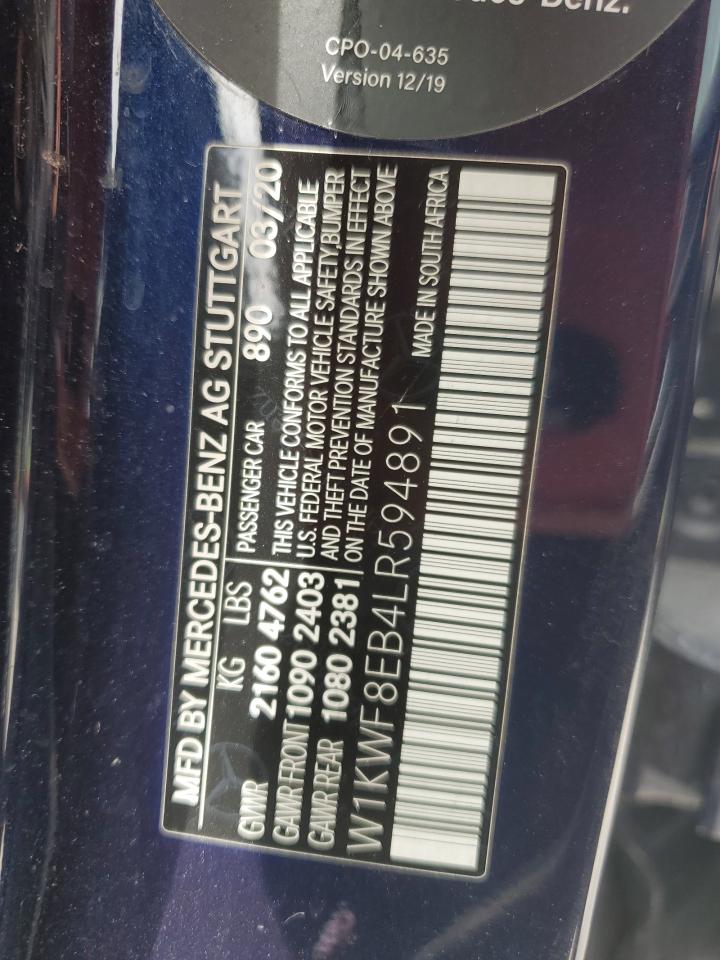 Benz.
CPO-04-635
Version 12/19
MFD BY MERCEDES-BENZ AG STUTTGART
KG LBS PASSENGER CAR 890 03/20
GVWR 2160 4762 THIS VEHICLE CONFORMS TO ALL APPLICABLE
GAWR FRONT 1090 2403 U.S. FEDERAL MOTOR VEHICLE SAFETY,BUMPER
GAWR REAR 1080 2381 AND THEFT PREVENTION STANDARDS IN EFFECT
ON THE DATE OF MANUFACTURE SHOWN ABOVE
W1KWF8EB4LR594891 MADE IN SOUTH AFRICA